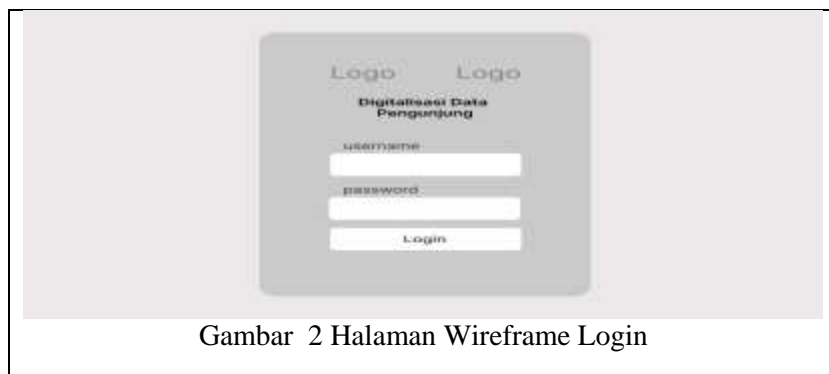 Logo Logo
Digitalisasi Data
Pengunjung
username
password
Login
Gambar 2 Halaman Wireframe Login